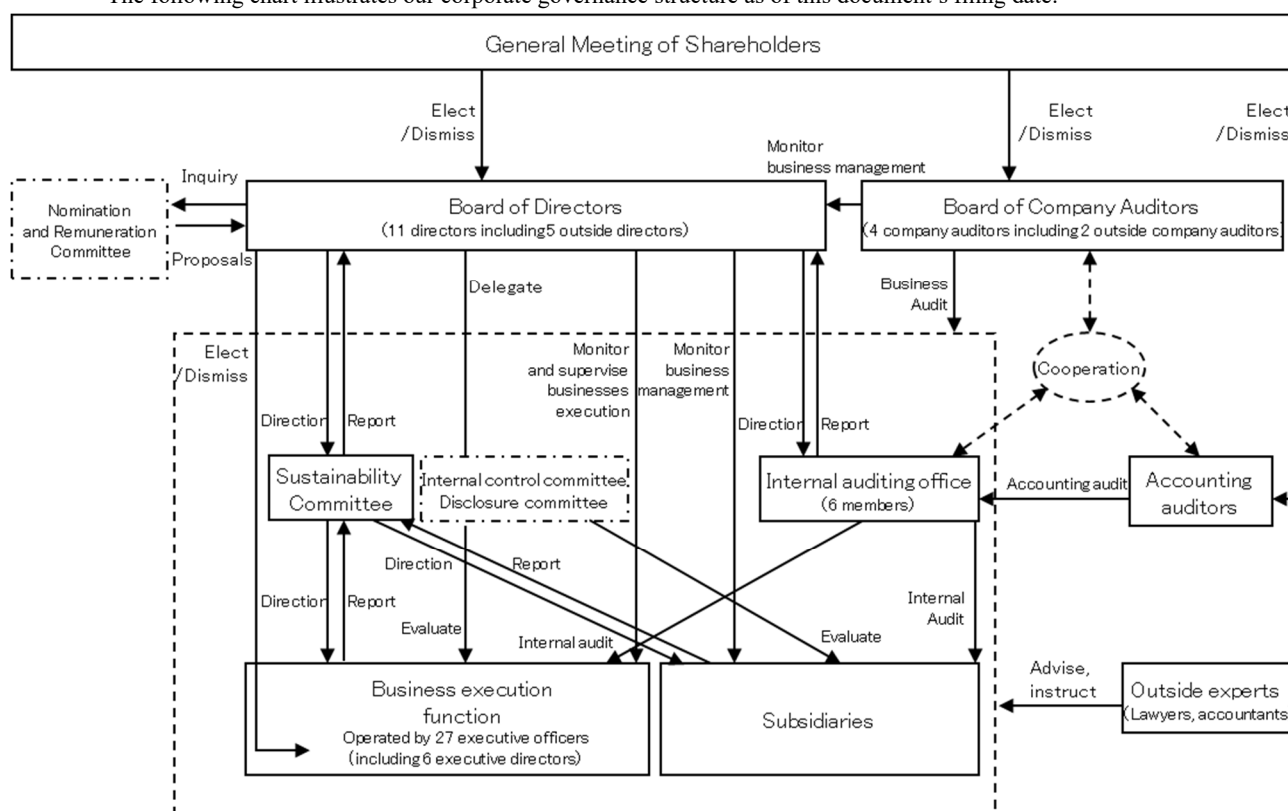 The following chart illustrates our corporate governance structure as of this document's filing date.
General Meeting of Shareholders
Elect
/Dismiss
Elect
/Dismiss
Elect
/Dismiss
Monitor
business management
Inquiry
Nomination
and Remuneration
Committee
Proposals
Board of Directors
(11 directors including 5 outside directors)
Board of Company Auditors
(4 company auditors including 2 outside company auditors)
Delegate
Business
Audit
Elect
/Dismiss
Monitor
and supervise
businesses
execution
Monitor
business
management
Cooperation
Direction
Report
Direction
Report
Sustainability
Committee
Internal control committee
Disclosure committee
Internal auditing office
(6 members)
Accounting audit
Accounting
auditors
Direction
Report
Direction
Report
Evaluate
Internal audit
Evaluate
Internal
Audit
Business execution
function
Operated by 27 executive officers
(including 6 executive directors)
Subsidiaries
Advise,
instruct
Outside experts
(Lawyers, accountants